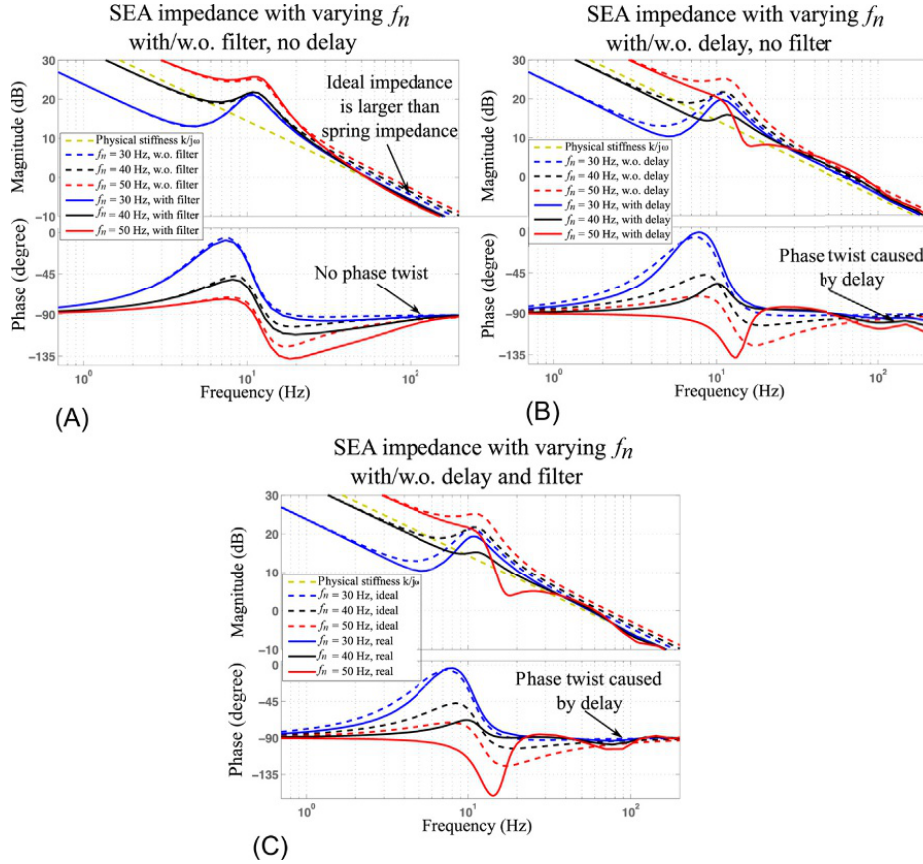 SEA impedance with varying fn
with/w.o. filter, no delay
Magnitude (dB)
30
20
10
0
-10
Ideal impedance
is larger than
spring impedance
Physical stiffness k/jω
fn = 30 Hz, w.o. filter
fn = 40 Hz, w.o. filter
fn = 50 Hz, w.o. filter
fn = 30 Hz, with filter
fn = 40 Hz, with filter
fn = 50 Hz, with filter
Phase (degree)
0
-45
-90
-135
No phase twist
10^0
10^1
10^2
Frequency (Hz)
(A)
SEA impedance with varying fn
with/w.o. delay, no filter
Magnitude (dB)
30
20
10
0
-10
Physical stiffness k/jω
fn = 30 Hz, w.o. delay
fn = 40 Hz, w.o. delay
fn = 50 Hz, w.o. delay
fn = 30 Hz, with delay
fn = 40 Hz, with delay
fn = 50 Hz, with delay
Phase (degree)
0
-45
-90
-135
Phase twist caused
by delay
10^0
10^1
10^2
Frequency (Hz)
(B)
SEA impedance with varying fn
with/w.o. delay and filter
Magnitude (dB)
30
20
10
0
-10
Physical stiffness k/jω
fn = 30 Hz, ideal
fn = 40 Hz, ideal
fn = 50 Hz, ideal
fn = 30 Hz, real
fn = 40 Hz, real
fn = 50 Hz, real
Phase (degree)
0
-45
-90
-135
Phase twist caused
by delay
10^0
10^1
10^2
Frequency (Hz)
(C)